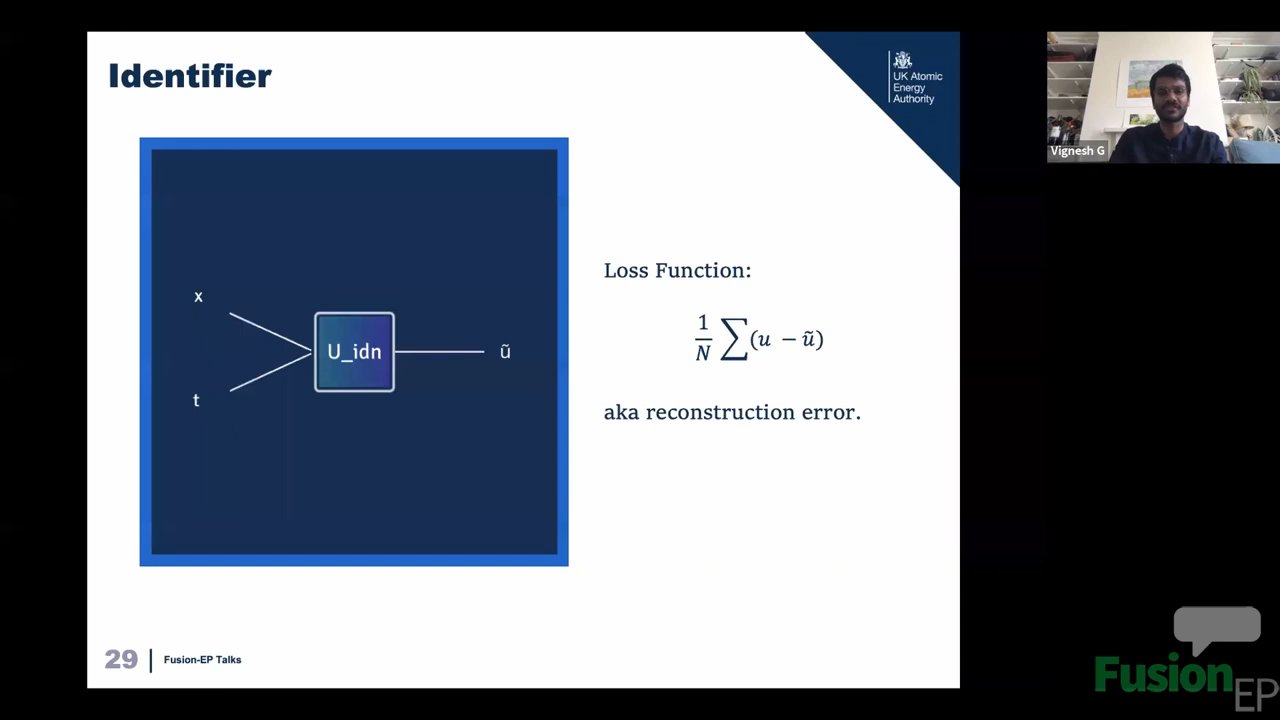 Identifier
UK Atomic
Energy
Authority
Vignesh G
x
t
U_idn
ũ
Loss Function:
1/N ∑(u − ũ)
aka reconstruction error.
29
Fusion-EP Talks
Fusion
EP